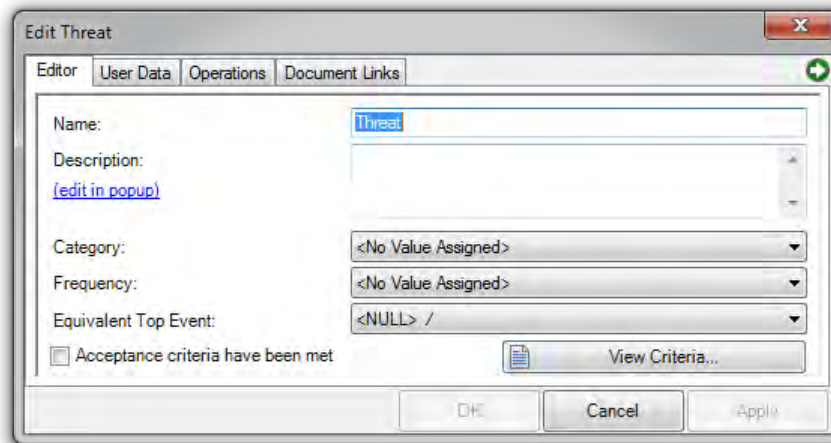 Edit Threat
Editor User Data Operations Document Links
Name: Threat
Description:
(edit in popup)
Category: <No Value Assigned>
Frequency: <No Value Assigned>
Equivalent Top Event: <NULL> /
Acceptance criteria have been met View Criteria...
OK Cancel Apply